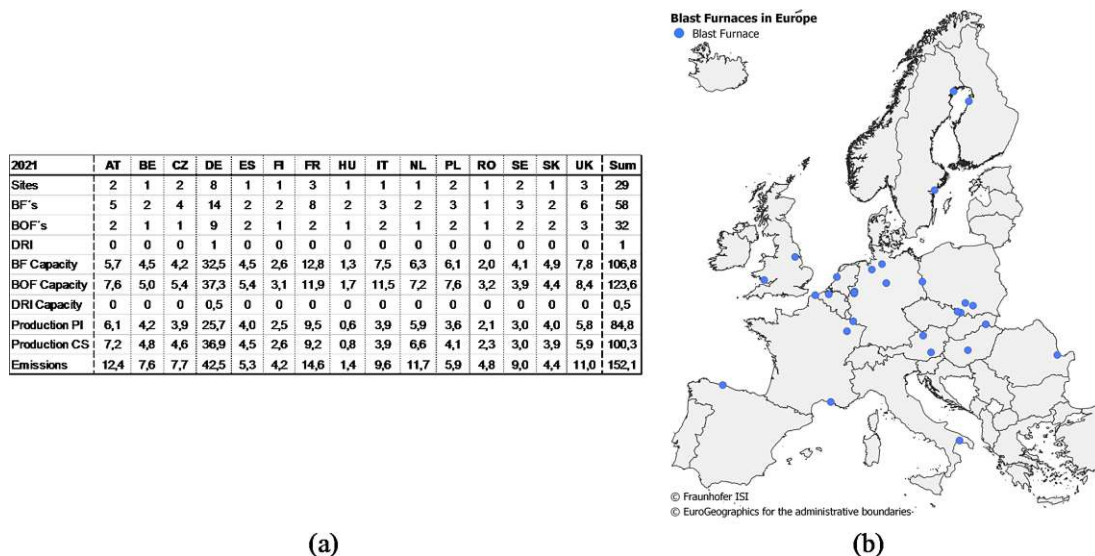 2021 AT BE CZ DE ES FI FR HU IT NL PL RO SE SK UK Sum
Sites 2 1 2 8 1 1 3 1 1 1 2 1 2 1 3 29
BF´s 5 2 4 14 2 2 8 2 3 2 3 1 3 2 6 58
BOF´s 2 1 1 9 2 1 2 1 2 1 2 1 2 2 3 32
DRI 0 0 0 1 0 0 0 0 0 0 0 0 0 0 0 1
BF Capacity 5,7 4,5 4,2 32,5 4,5 2,6 12,8 1,3 7,5 6,3 6,1 2,0 4,1 4,9 7,8 106,8
BOF Capacity 7,6 5,0 5,4 37,3 5,4 3,1 11,9 1,7 11,5 7,2 7,6 3,2 3,9 4,4 8,4 123,6
DRI Capacity 0 0 0 0,5 0 0 0 0 0 0 0 0 0 0 0 0,5
Production PI 6,1 4,2 3,9 25,7 4,0 2,5 9,5 0,6 3,9 5,9 3,6 2,1 3,0 4,0 5,8 84,8
Production CS 7,2 4,8 4,6 36,9 4,5 2,6 9,2 0,8 3,9 6,6 4,1 2,3 3,0 3,9 5,9 100,3
Emissions 12,4 7,6 7,7 42,5 5,3 4,2 14,6 1,4 9,6 11,7 5,9 4,8 9,0 4,4 11,0 152,1
(a)
Blast Furnaces in Europe
Blast Furnace
© Fraunhofer ISI
© EuroGeographics for the administrative boundaries
(b)